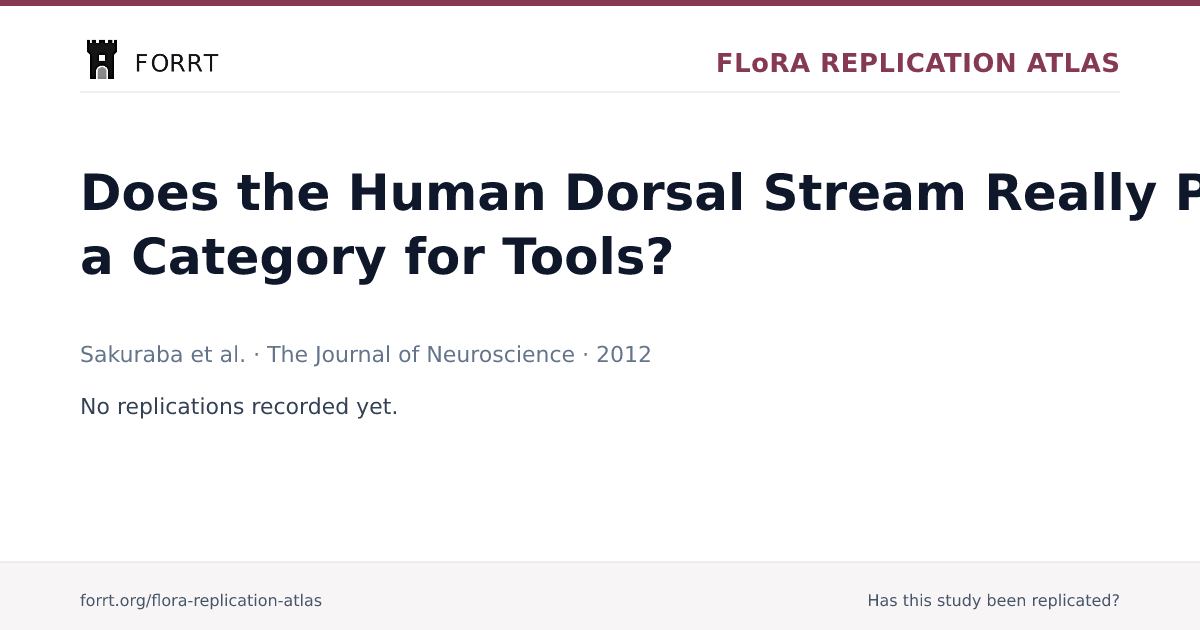 FORRT
FLoRA REPLICATION ATLAS
Does the Human Dorsal Stream Really
a Category for Tools?
Sakuraba et al. · The Journal of Neuroscience · 2012
No replications recorded yet.
forrt.org/flora-replication-atlas
Has this study been replicated?